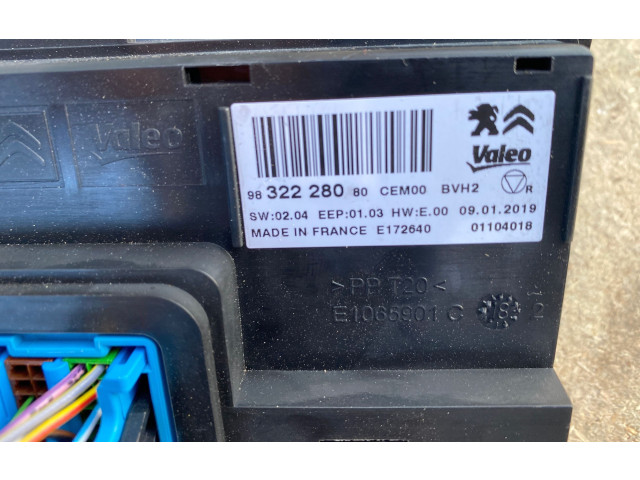 Valeo
Valeo
98 322 280 80 CEM00 BVH2 R
SW:02.04 EEP:01.03 HW:E.00 09.01.2019
MADE IN FRANCE E172640 01104018
>PP T20<
E1065901 C